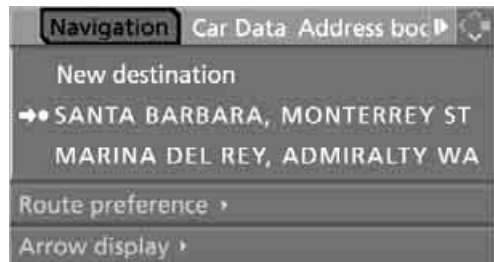 Navigation Car Data Address boc
New destination
SANTA BARBARA, MONTERREY ST
MARINA DEL REY, ADMIRALTY WA
Route preference
Arrow display